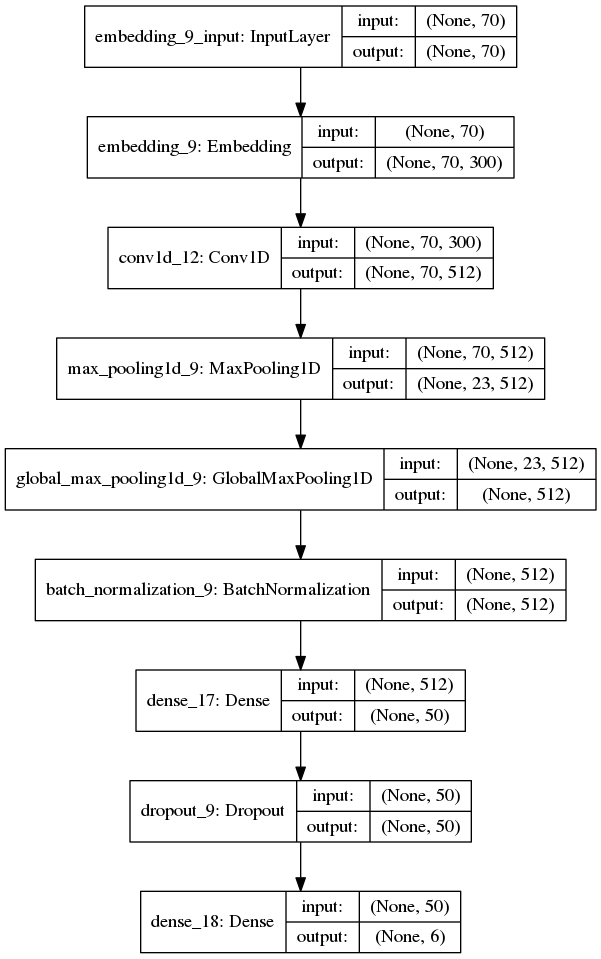 embedding_9_input: InputLayer
input: (None, 70)
output: (None, 70)
embedding_9: Embedding
input: (None, 70)
output: (None, 70, 300)
conv1d_12: Conv1D
input: (None, 70, 300)
output: (None, 70, 512)
max_pooling1d_9: MaxPooling1D
input: (None, 70, 512)
output: (None, 23, 512)
global_max_pooling1d_9: GlobalMaxPooling1D
input: (None, 23, 512)
output: (None, 512)
batch_normalization_9: BatchNormalization
input: (None, 512)
output: (None, 512)
dense_17: Dense
input: (None, 512)
output: (None, 50)
dropout_9: Dropout
input: (None, 50)
output: (None, 50)
dense_18: Dense
input: (None, 50)
output: (None, 6)